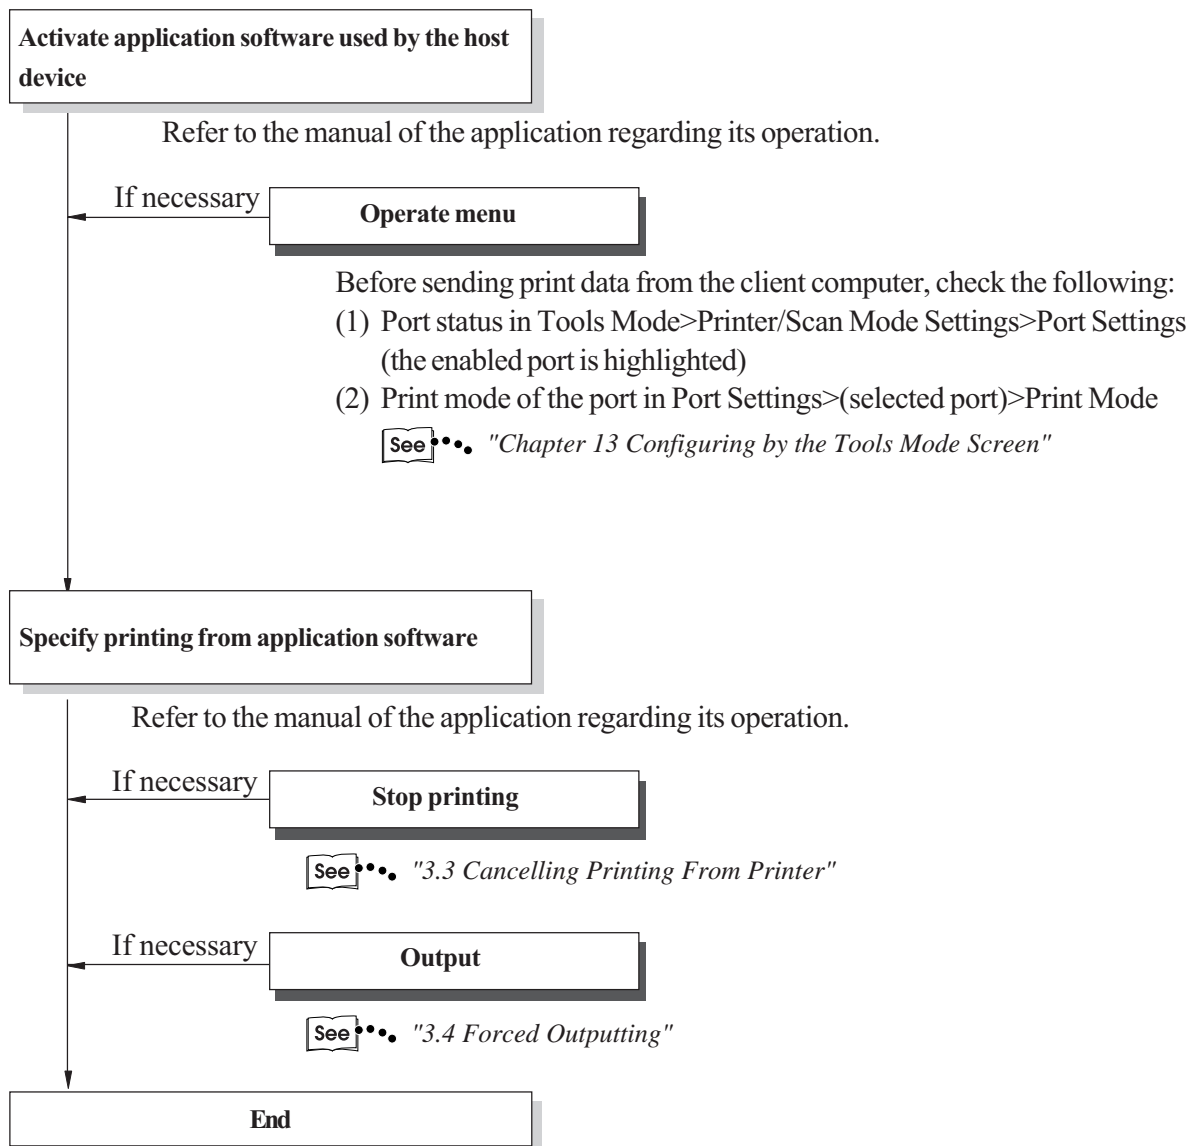 Activate application software used by the host
device
Refer to the manual of the application regarding its operation.
If necessary
Operate menu
Before sending print data from the client computer, check the following:
(1) Port status in Tools Mode>Printer/Scan Mode Settings>Port Settings
(the enabled port is highlighted)
(2) Print mode of the port in Port Settings>(selected port)>Print Mode
See "Chapter 13 Configuring by the Tools Mode Screen"
Specify printing from application software
Refer to the manual of the application regarding its operation.
If necessary
Stop printing
See "3.3 Cancelling Printing From Printer"
If necessary
Output
See "3.4 Forced Outputting"
End